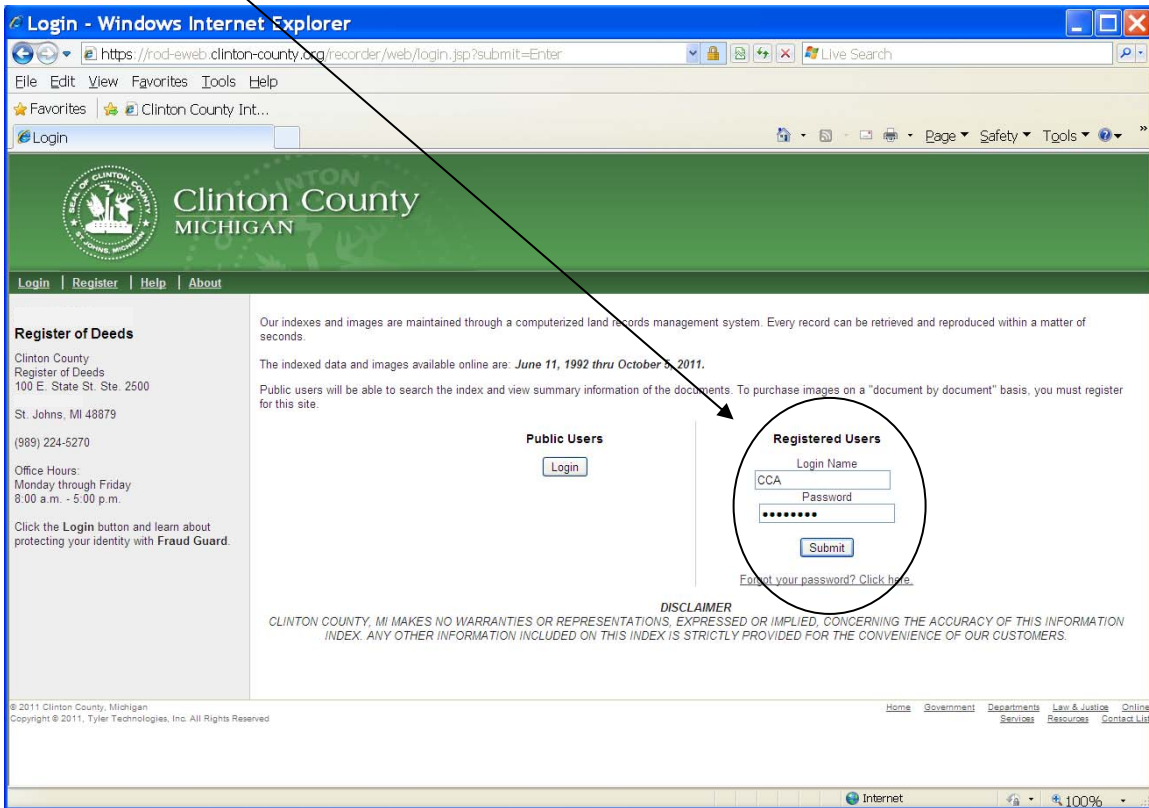 Login - Windows Internet Explorer
https://rod-eweb.clinton-county.org/recorder/web/login.jsp?submit=Enter
Live Search
File Edit View Favorites Tools Help
Favorites Clinton County Int...
Login
Page Safety Tools »
SEAL OF CLINTON COUNTY
ST. JOHNS, MICHIGAN
Clinton County
MICHIGAN
Login | Register | Help | About
Register of Deeds
Clinton County
Register of Deeds
100 E. State St. Ste. 2500
St. Johns, MI 48879
(989) 224-5270
Office Hours:
Monday through Friday
8:00 a.m. - 5:00 p.m.
Click the Login button and learn about
protecting your identity with Fraud Guard.
Our indexes and images are maintained through a computerized land records management system. Every record can be retrieved and reproduced within a matter of
seconds.
The indexed data and images available online are: June 11, 1992 thru October 5, 2011.
Public users will be able to search the index and view summary information of the documents. To purchase images on a "document by document" basis, you must register
for this site.
Public Users
Login
Registered Users
Login Name
CCA
Password
••••••••
Submit
Forgot your password? Click here.
DISCLAIMER
CLINTON COUNTY, MI MAKES NO WARRANTIES OR REPRESENTATIONS, EXPRESSED OR IMPLIED, CONCERNING THE ACCURACY OF THIS INFORMATION
INDEX. ANY OTHER INFORMATION INCLUDED ON THIS INDEX IS STRICTLY PROVIDED FOR THE CONVENIENCE OF OUR CUSTOMERS.
© 2011 Clinton County, Michigan
Copyright © 2011, Tyler Technologies, Inc. All Rights Reserved
Home Government Departments Law & Justice Online
Services Resources Contact List
Internet
100%